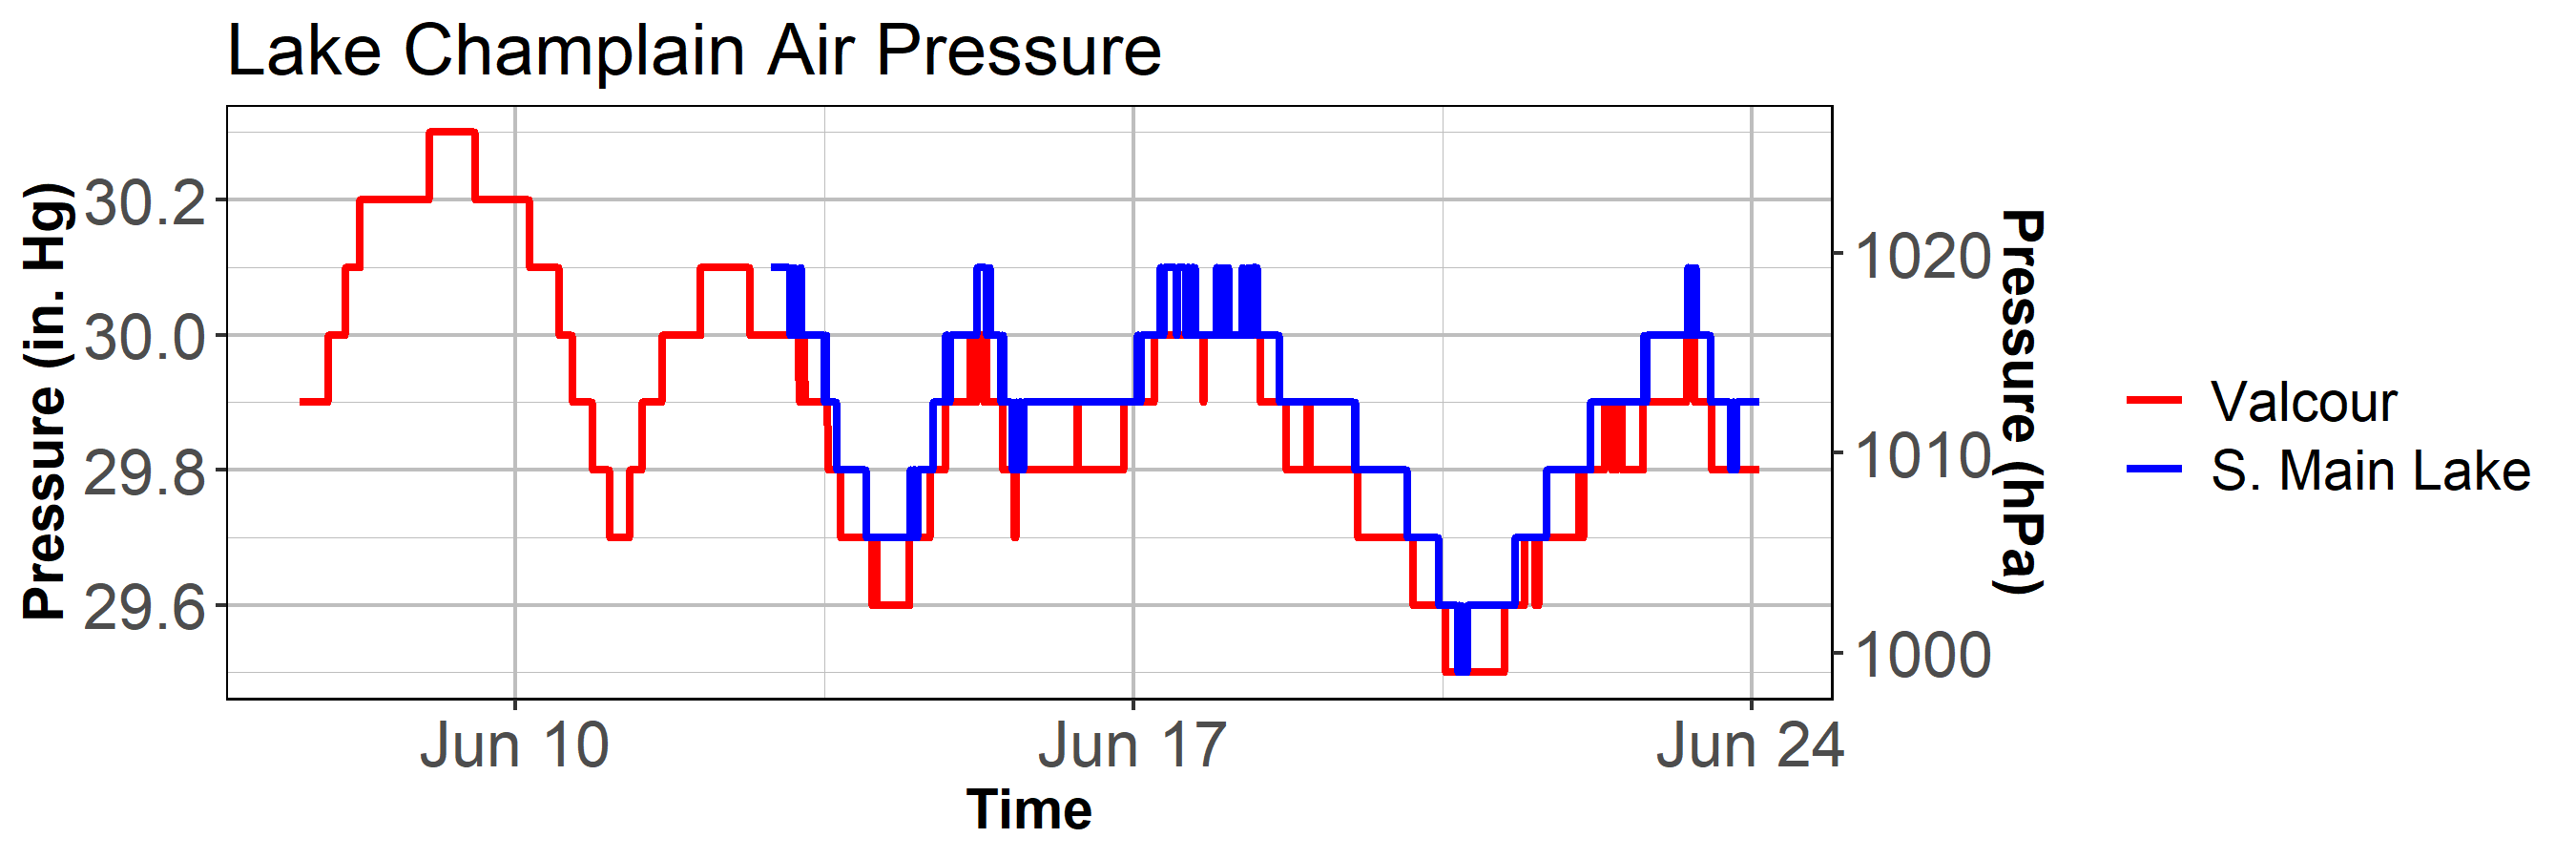 Lake Champlain Air Pressure
Pressure (in. Hg)
30.2
30.0
29.8
29.6
1020
1010
1000
Pressure (hPa)
Jun 10
Jun 17
Jun 24
Time
Valcour
S. Main Lake